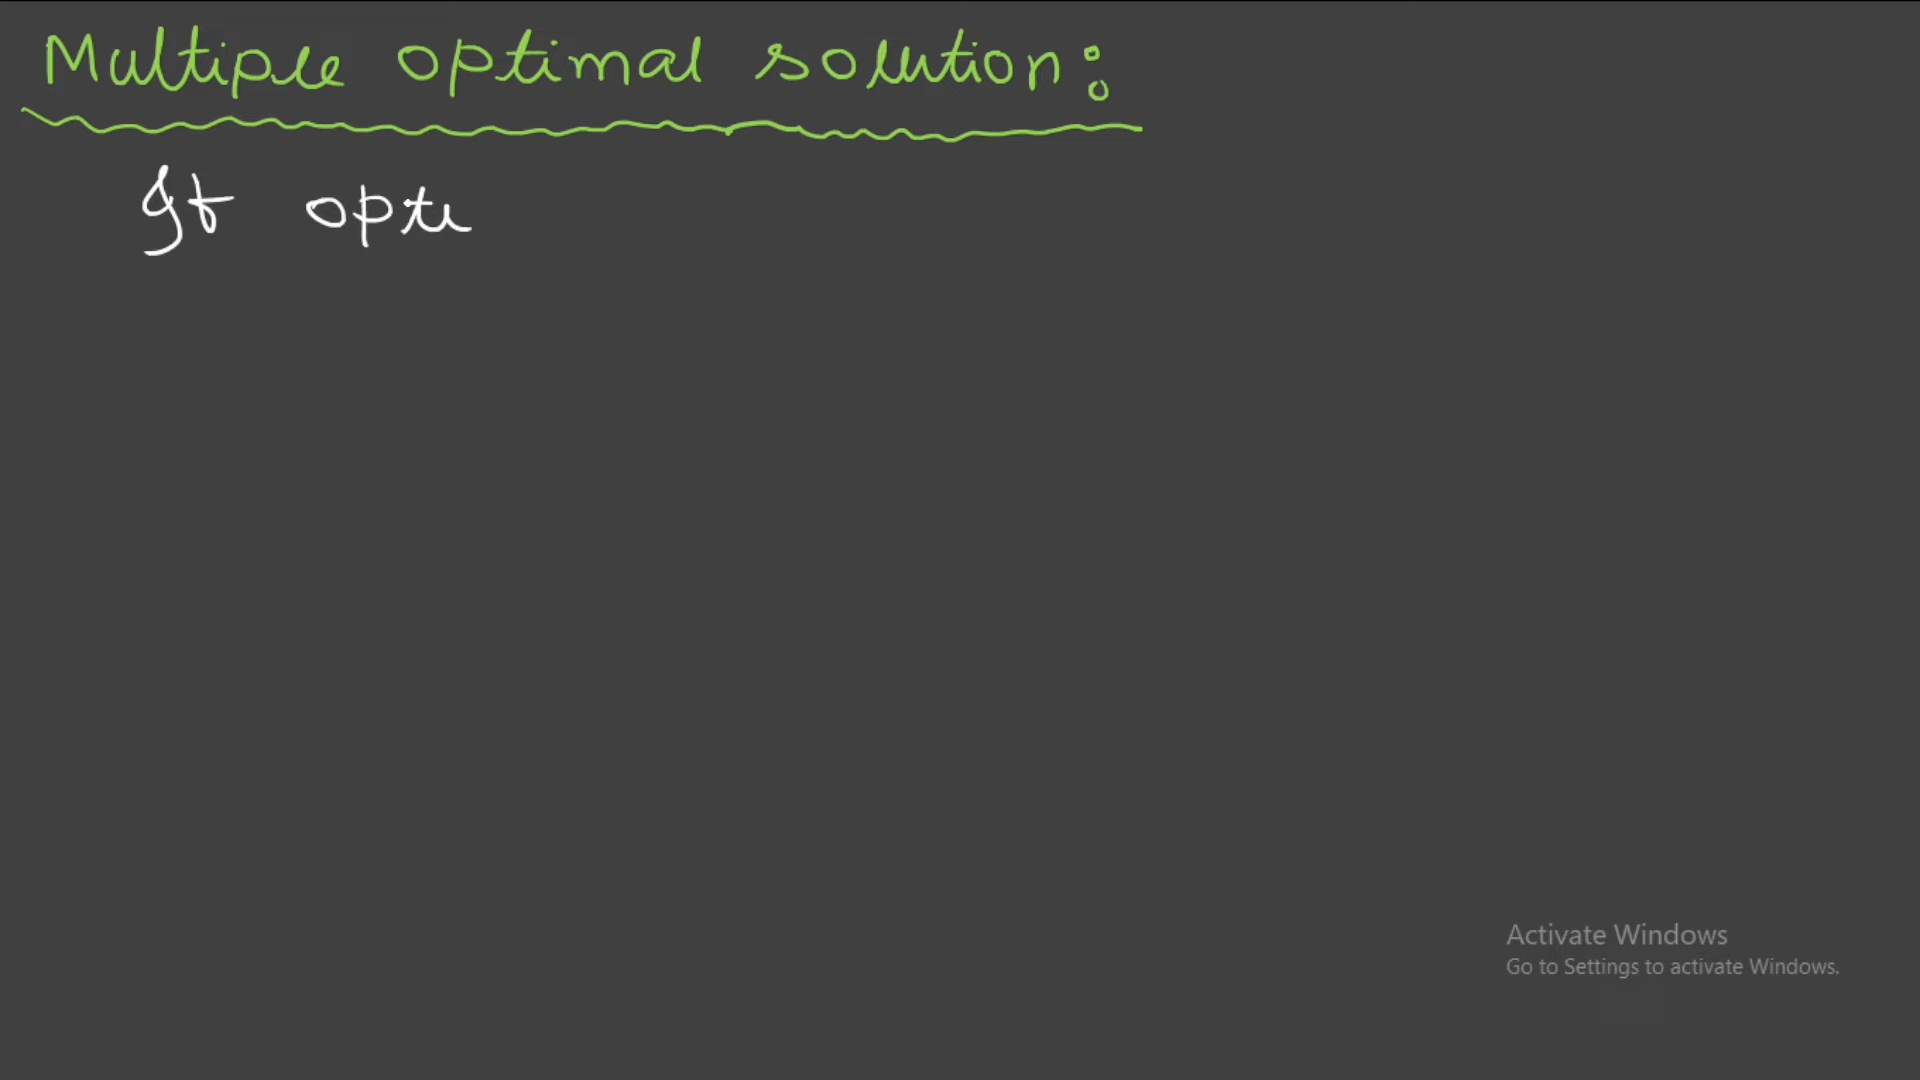 Multiple optimal solution:
If opti
Activate Windows
Go to Settings to activate Windows.